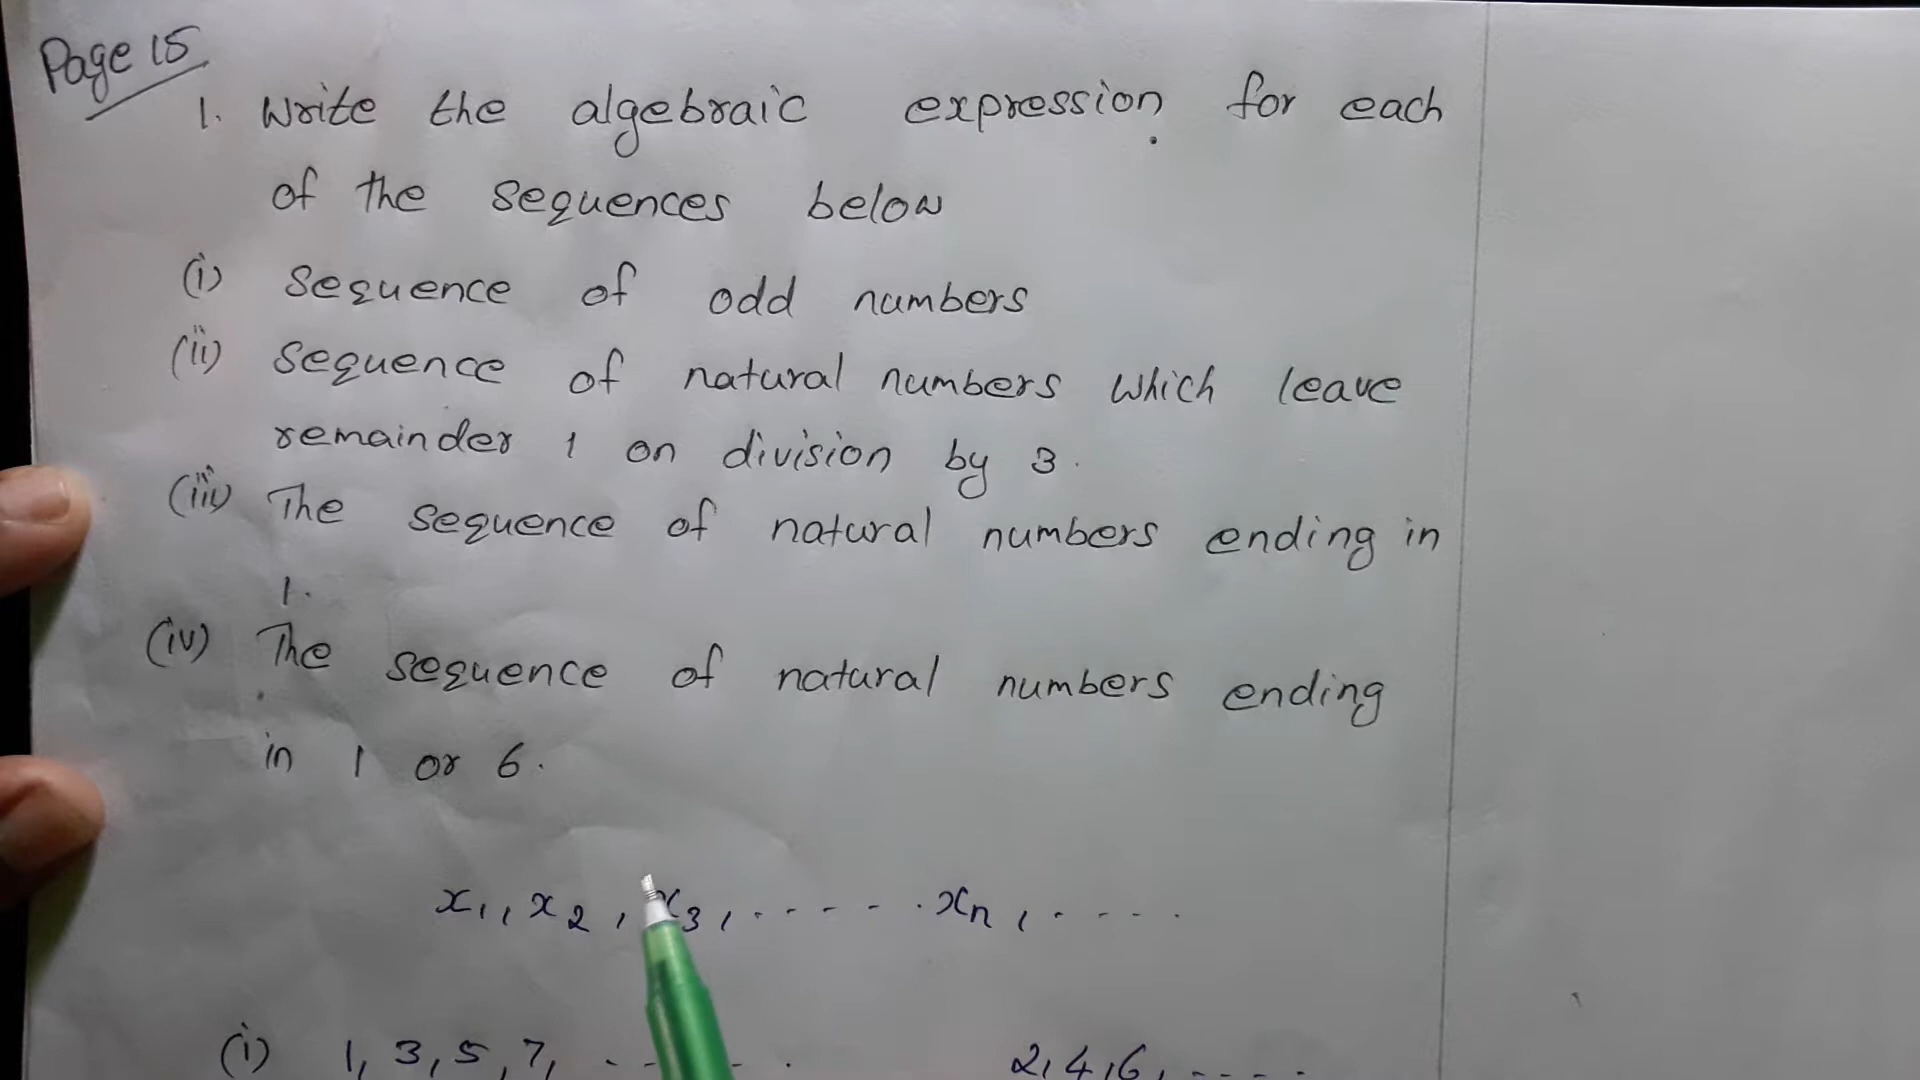 Page 15
1. Write the algebraic expression for each
of the sequences below
(i) Sequence of odd numbers
(ii) Sequence of natural numbers which leave
remainder 1 on division by 3.
(iii) The sequence of natural numbers ending in
1.
(iv) The sequence of natural numbers ending
in 1 or 6.
x₁, x₂, x₃, ..... xₙ, ....
(i) 1, 3, 5, 7, .....
2, 4, 6, ....